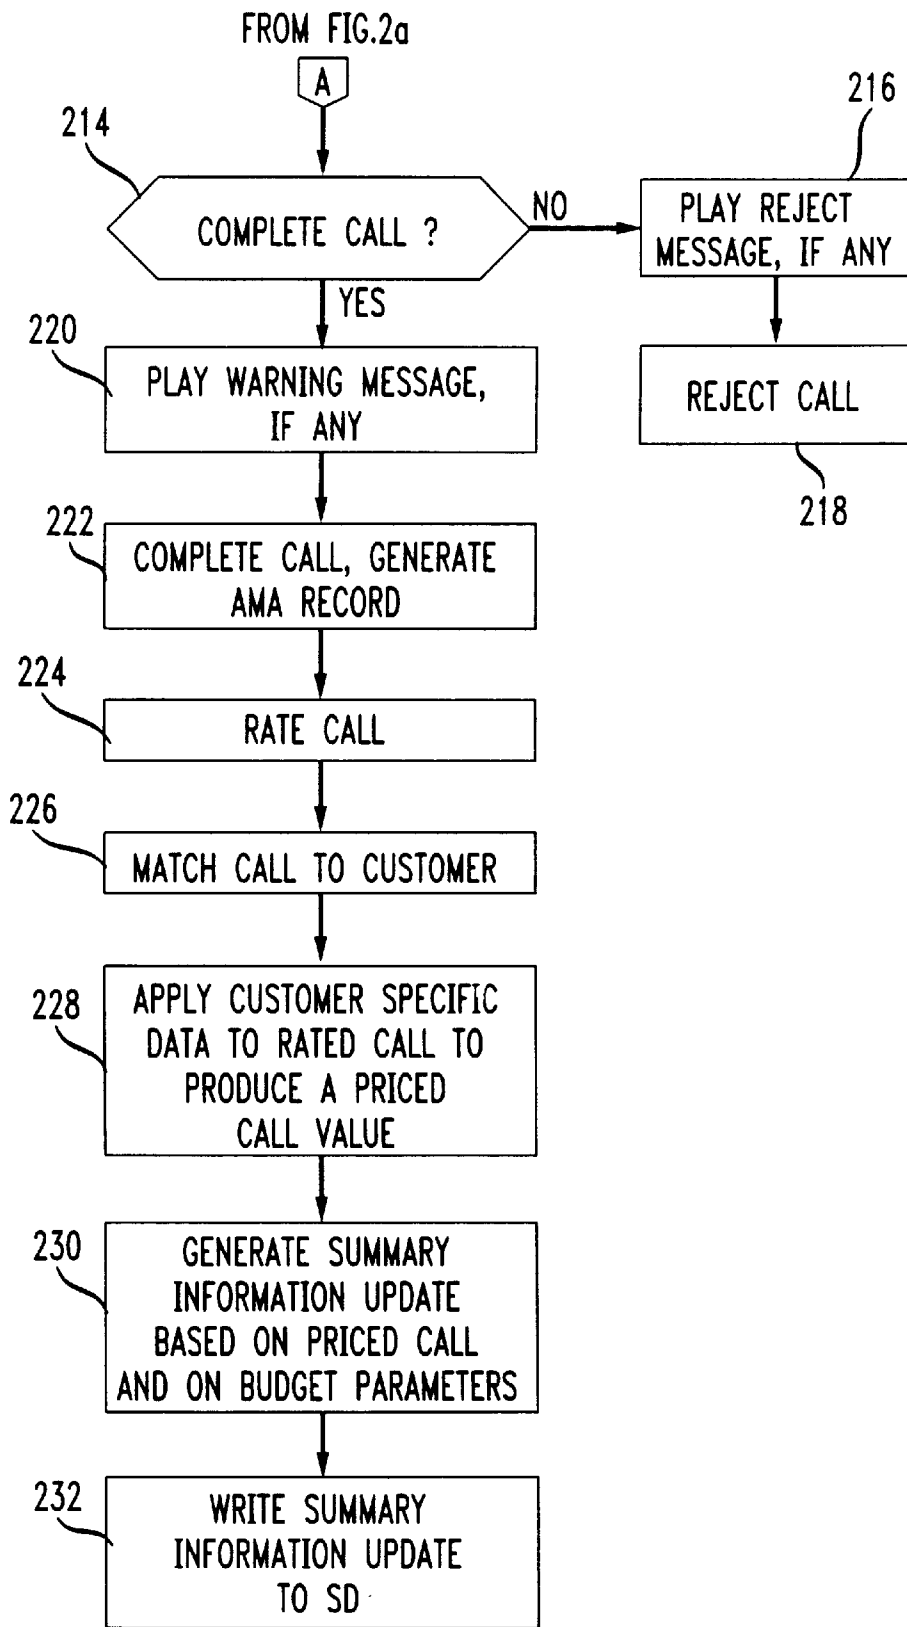 FROM FIG.2a
A
214
COMPLETE CALL ?
NO
216
PLAY REJECT
MESSAGE, IF ANY
YES
REJECT CALL
218
220
PLAY WARNING MESSAGE,
IF ANY
222
COMPLETE CALL, GENERATE
AMA RECORD
224
RATE CALL
226
MATCH CALL TO CUSTOMER
228
APPLY CUSTOMER SPECIFIC
DATA TO RATED CALL TO
PRODUCE A PRICED
CALL VALUE
230
GENERATE SUMMARY
INFORMATION UPDATE
BASED ON PRICED CALL
AND ON BUDGET PARAMETERS
232
WRITE SUMMARY
INFORMATION UPDATE
TO SD